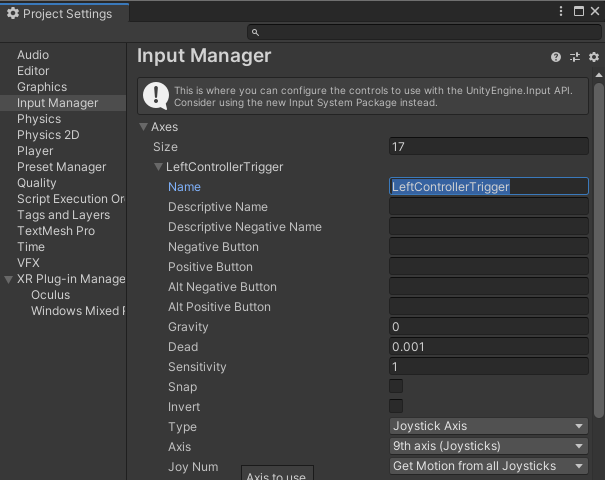 Project Settings
Audio
Editor
Graphics
Input Manager
Physics
Physics 2D
Player
Preset Manager
Quality
Script Execution Or
Tags and Layers
TextMesh Pro
Time
VFX
XR Plug-in Manage
Oculus
Windows Mixed
Input Manager
This is where you can configure the controls to use with the UnityEngine.Input API.
Consider using the new Input System Package instead.
Axes
Size 17
LeftControllerTrigger
Name LeftControllerTrigger
Descriptive Name
Descriptive Negative Name
Negative Button
Positive Button
Alt Negative Button
Alt Positive Button
Gravity 0
Dead 0.001
Sensitivity 1
Snap
Invert
Type Joystick Axis
Axis 9th axis (Joysticks)
Joy Num Get Motion from all Joysticks
Axis to use